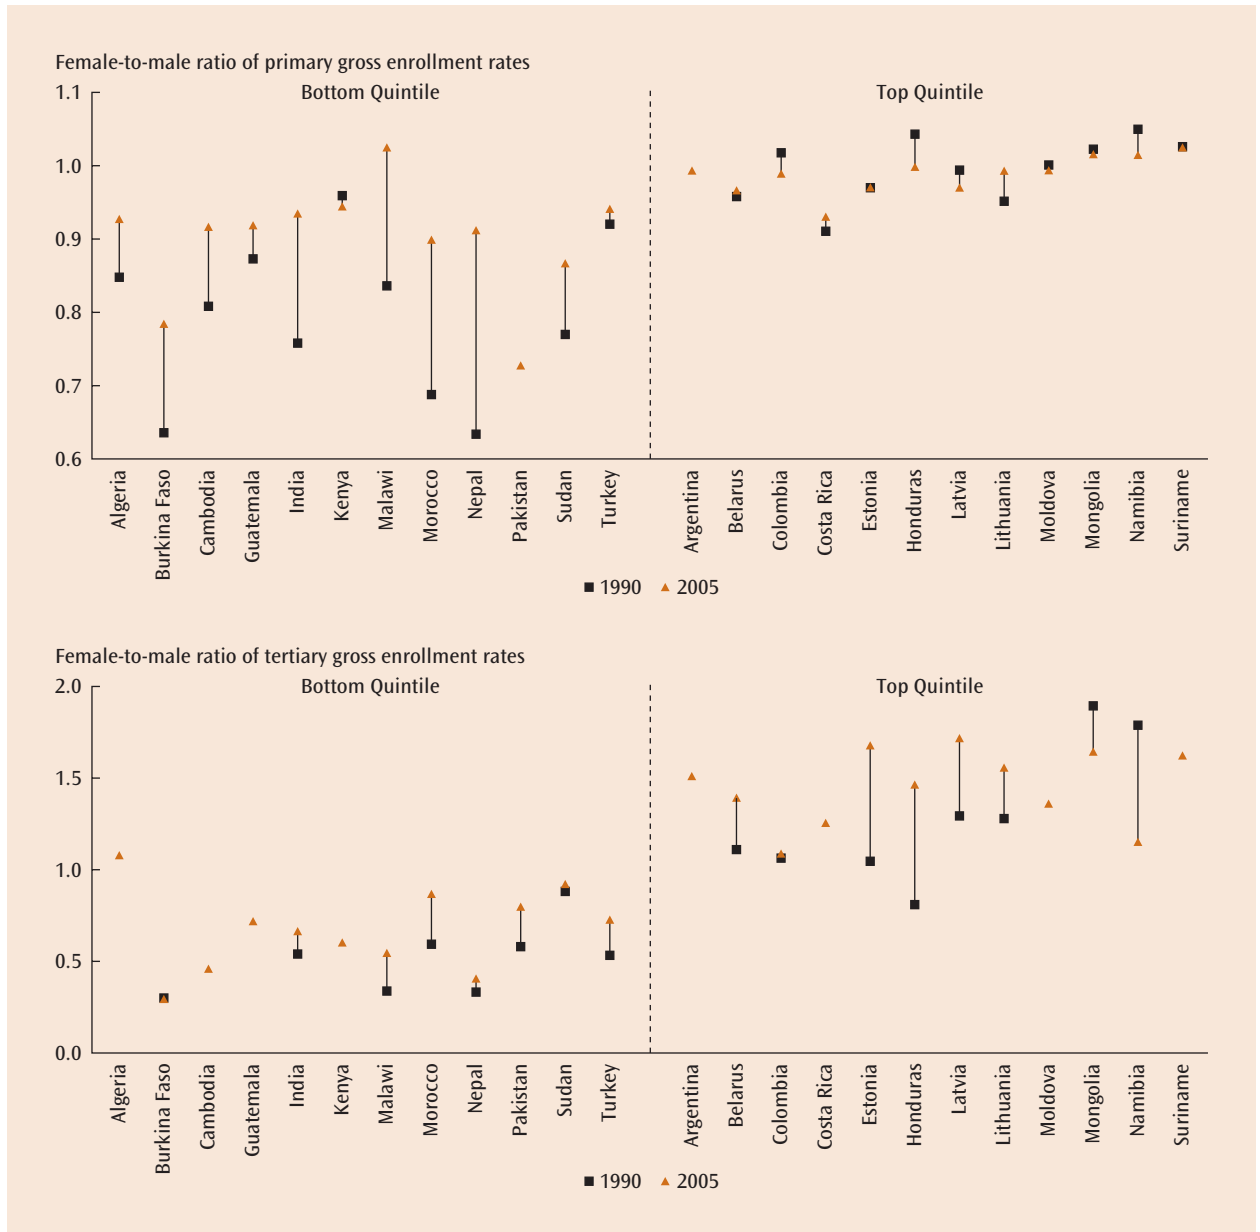 Female-to-male ratio of primary gross enrollment rates
Bottom Quintile
Top Quintile
1.1
1.0
0.9
0.8
0.7
0.6
Algeria
Burkina Faso
Cambodia
Guatemala
India
Kenya
Malawi
Morocco
Nepal
Pakistan
Sudan
Turkey
Argentina
Belarus
Colombia
Costa Rica
Estonia
Honduras
Latvia
Lithuania
Moldova
Mongolia
Namibia
Suriname
1990 2005
Female-to-male ratio of tertiary gross enrollment rates
Bottom Quintile
Top Quintile
2.0
1.5
1.0
0.5
0.0
Algeria
Burkina Faso
Cambodia
Guatemala
India
Kenya
Malawi
Morocco
Nepal
Pakistan
Sudan
Turkey
Argentina
Belarus
Colombia
Costa Rica
Estonia
Honduras
Latvia
Lithuania
Moldova
Mongolia
Namibia
Suriname
1990 2005